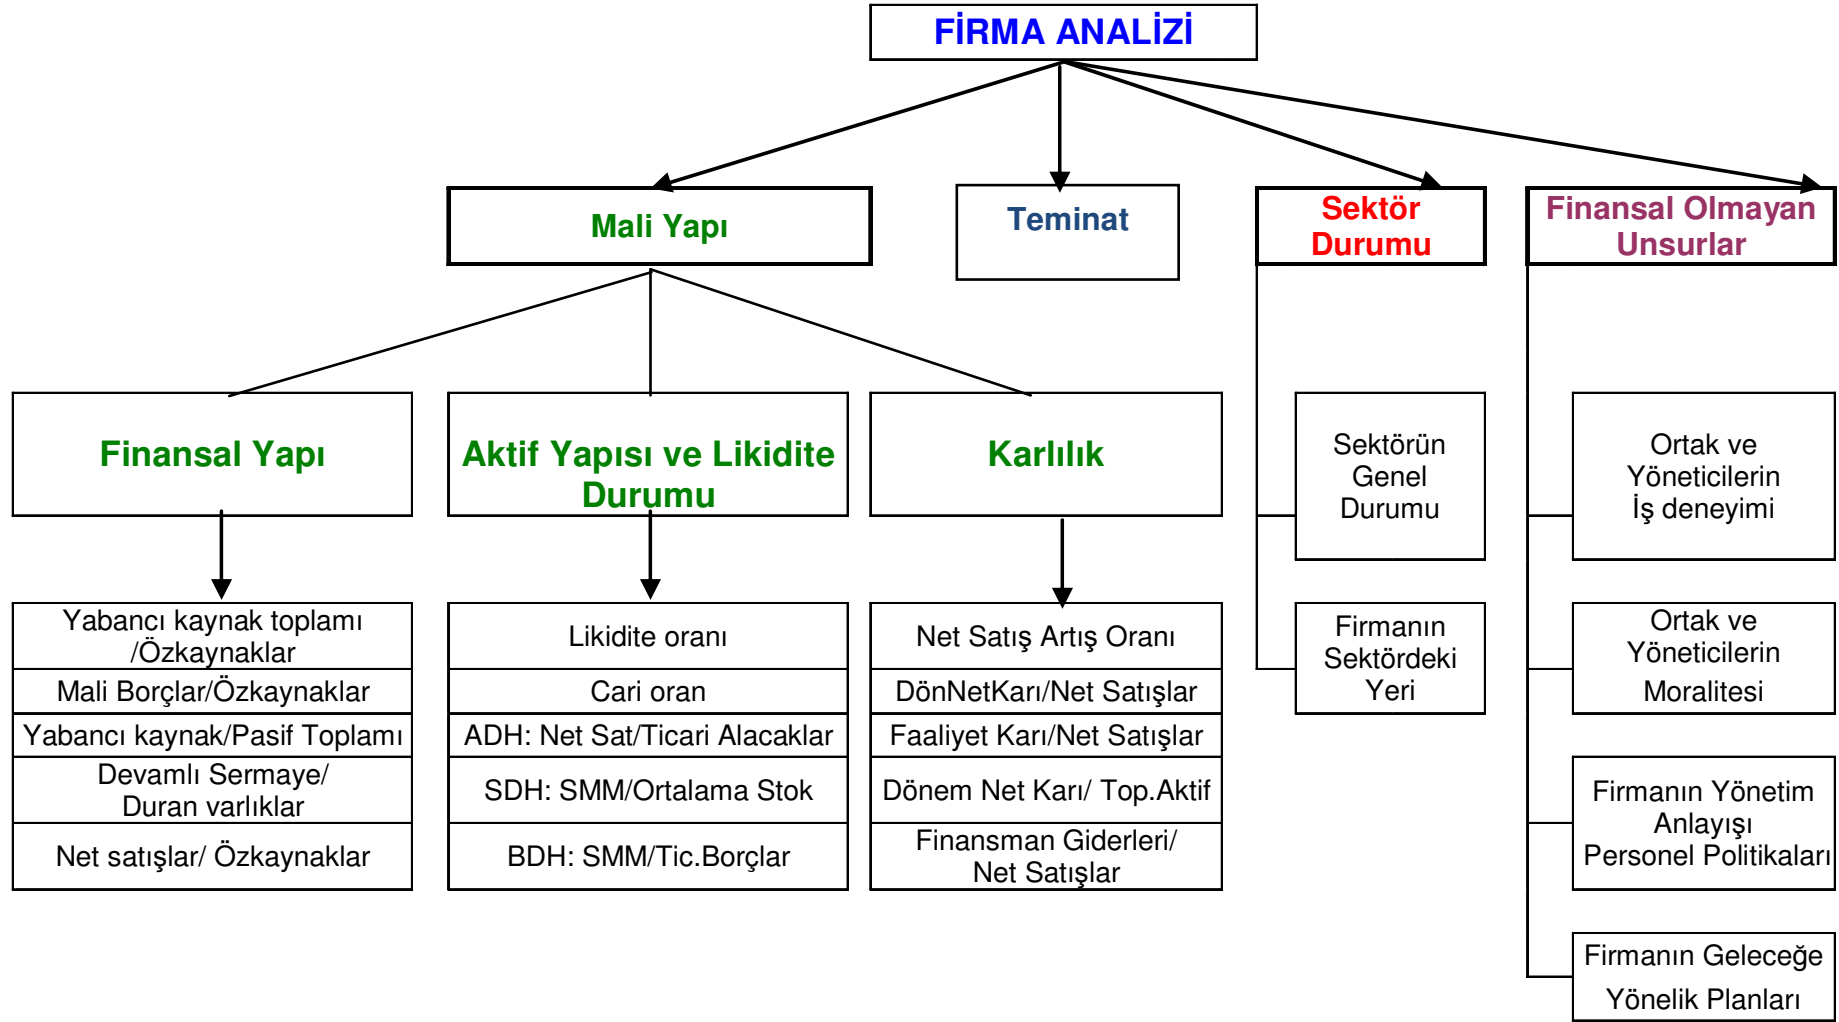 FİRMA ANALİZİ
Mali Yapı
Teminat
Sektör
Durumu
Finansal Olmayan
Unsurlar
Finansal Yapı
Aktif Yapısı ve Likidite
Durumu
Karlılık
Sektörün
Genel
Durumu
Ortak ve
Yöneticilerin
İş deneyimi
Yabancı kaynak toplamı
/Özkaynaklar
Mali Borçlar/Özkaynaklar
Yabancı kaynak/Pasif Toplamı
Devamlı Sermaye/
Duran varlıklar
Net satışlar/ Özkaynaklar
Likidite oranı
Cari oran
ADH: Net Sat/Ticari Alacaklar
SDH: SMM/Ortalama Stok
BDH: SMM/Tic.Borçlar
Net Satış Artış Oranı
DönNetKarı/Net Satışlar
Faaliyet Karı/Net Satışlar
Dönem Net Karı/ Top.Aktif
Finansman Giderleri/
Net Satışlar
Firmanın
Sektördeki
Yeri
Ortak ve
Yöneticilerin
Moralitesi
Firmanın Yönetim
Anlayışı
Personel Politikaları
Firmanın Geleceğe
Yönelik Planları